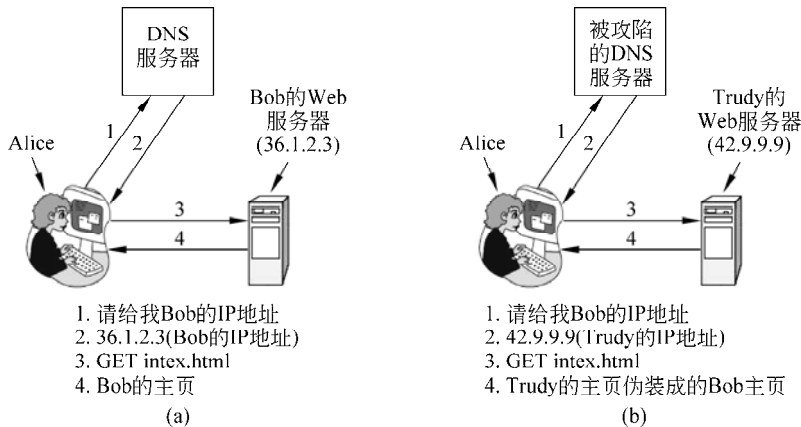 DNS
服务器
Bob的Web
服务器
(36.1.2.3)
Alice
1
2
3
4
1. 请给我Bob的IP地址
2. 36.1.2.3(Bob的IP地址)
3. GET intex.html
4. Bob的主页
(a)
被攻陷
的DNS
服务器
Trudy的
Web服务器
(42.9.9.9)
Alice
1
2
3
4
1. 请给我Bob的IP地址
2. 42.9.9.9(Trudy的IP地址)
3. GET intex.html
4. Trudy的主页伪装成的Bob主页
(b)